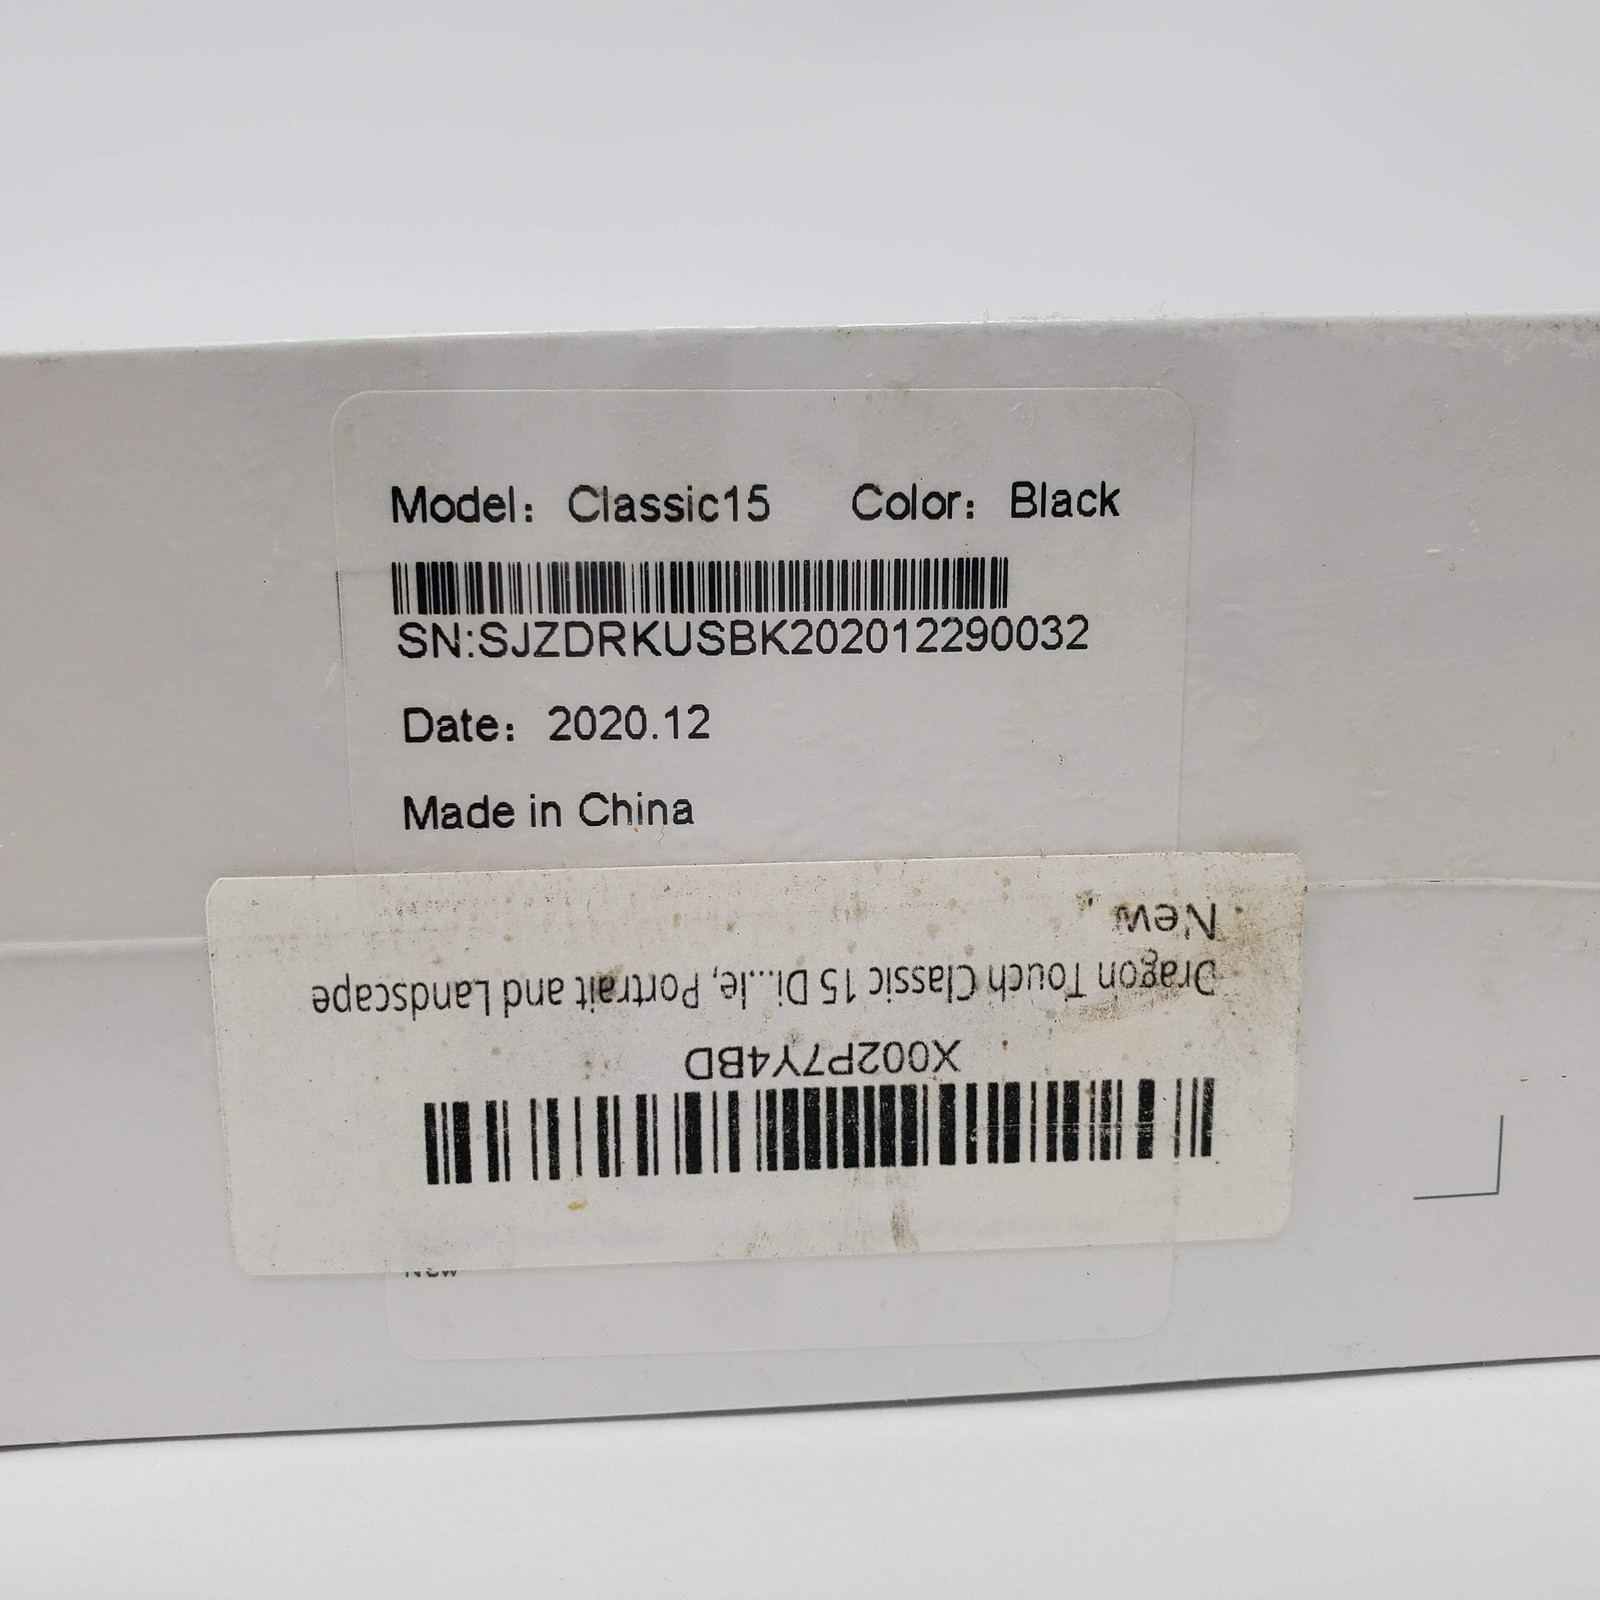 Model: Classic15 Color: Black
SN:SJZDRKUSBK202012290032
Date: 2020.12
Made in China
X002P7Y4BD
Dragon Touch Classic 15 Di...le, Portrait and Landscape
New
New